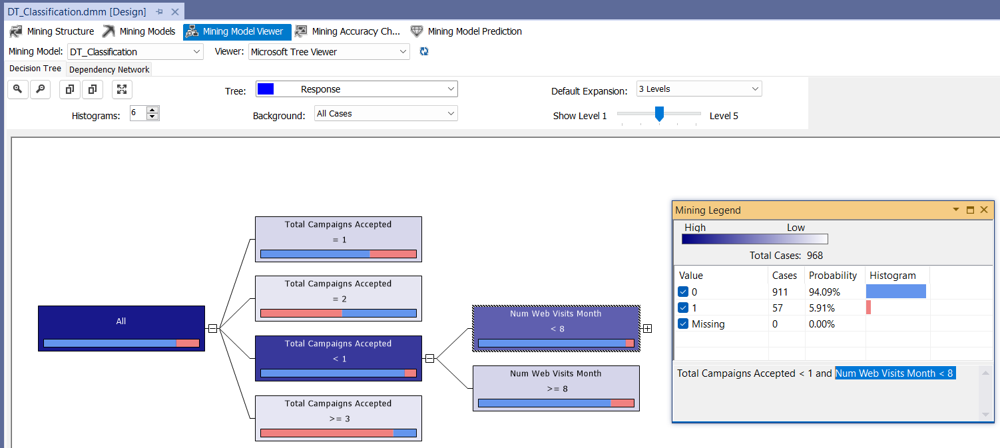 DT_Classification.dmm [Design]
Mining Structure Mining Models Mining Model Viewer Mining Accuracy Ch... Mining Model Prediction
Mining Model: DT_Classification Viewer: Microsoft Tree Viewer
Decision Tree Dependency Network
Tree: Response Default Expansion: 3 Levels
Histograms: 6 Background: All Cases Show Level 1 Level 5
All
Total Campaigns Accepted
= 1
Total Campaigns Accepted
= 2
Total Campaigns Accepted
< 1
Total Campaigns Accepted
>= 3
Num Web Visits Month
< 8
Num Web Visits Month
>= 8
Mining Legend
High Low
Total Cases: 968
Value Cases Probability Histogram
0 911 94.09%
1 57 5.91%
Missing 0 0.00%
Total Campaigns Accepted < 1 and Num Web Visits Month < 8